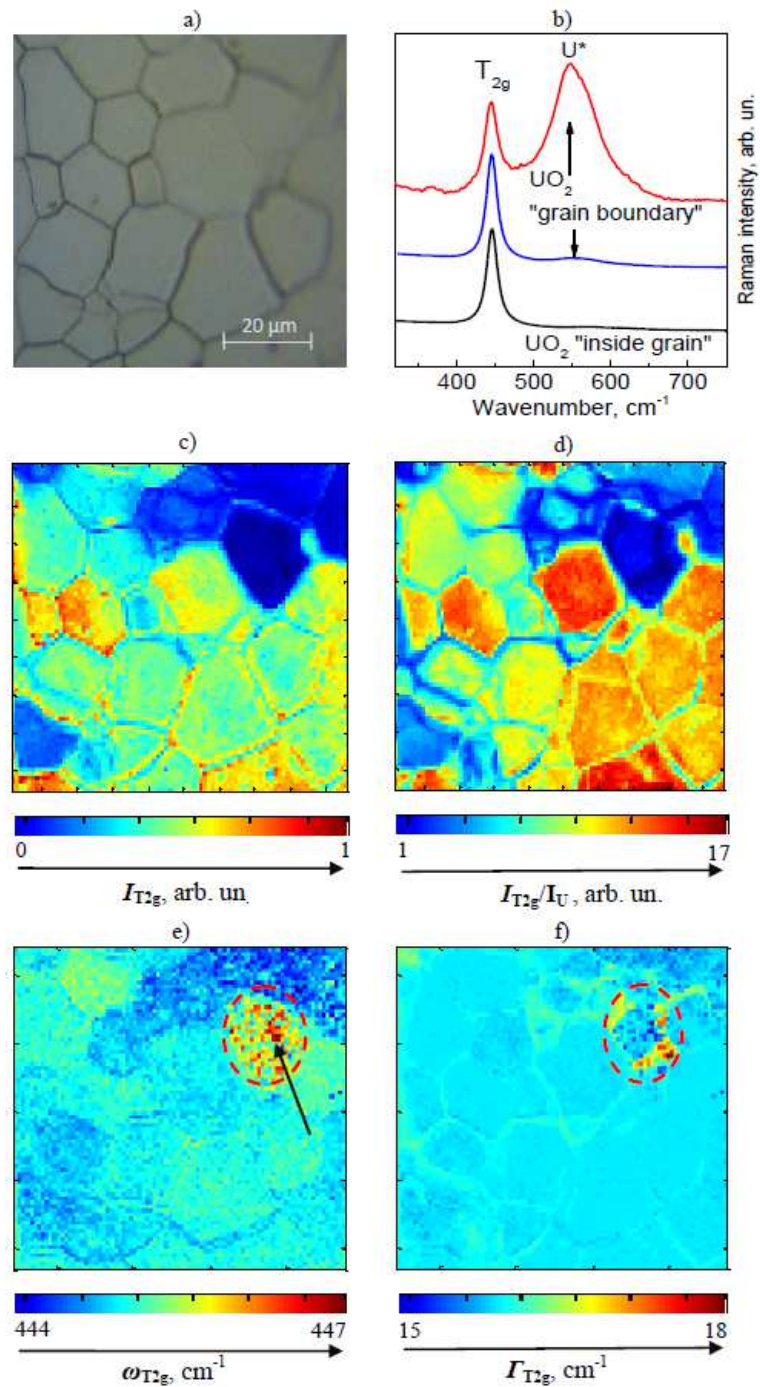 a)
20 μm
b)
U*
T2g
UO2
"grain boundary"
UO2 "inside grain"
400 500 600 700
Wavenumber, cm-1
Raman intensity, arb. un.
c)
0 1
IT2g, arb. un.
d)
1 17
IT2g/IU, arb. un.
e)
444 447
ωT2g, cm-1
f)
15 18
ΓT2g, cm-1